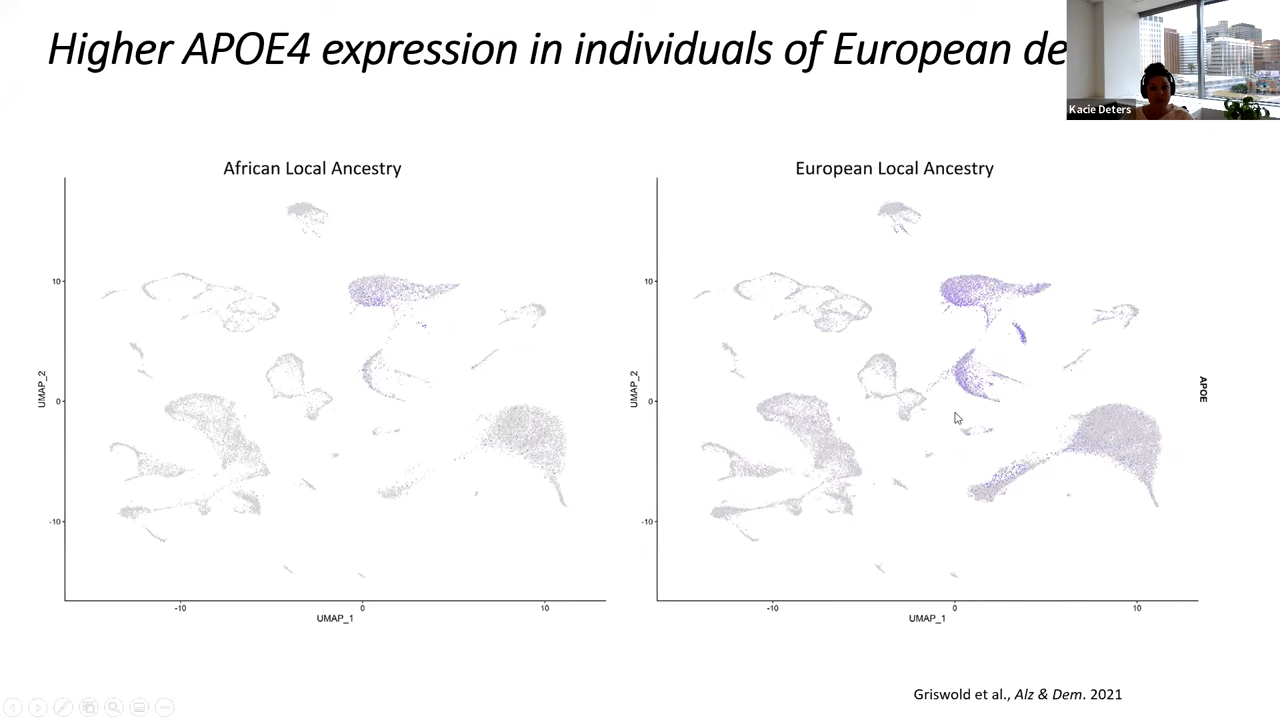 Higher APOE4 expression in individuals of European de
Kacie Deters
African Local Ancestry
European Local Ancestry
10
0
-10
UMAP_2
-10
0
10
UMAP_1
10
0
-10
UMAP_2
-10
0
10
UMAP_1
APOE
Griswold et al., Alz & Dem. 2021